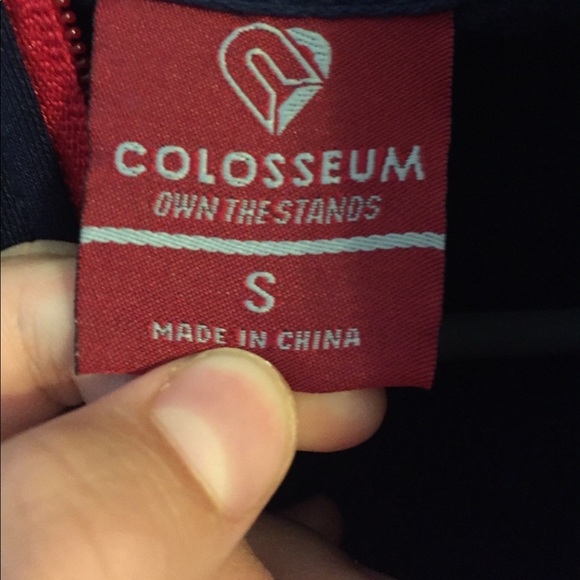 COLOSSEUM
OWN THE STANDS
S
MADE IN CHINA